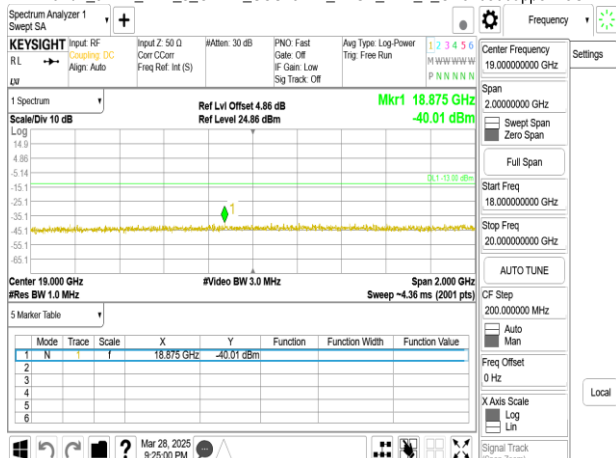 Spectrum Analyzer 1
Swept SA
+
Frequency
Settings
KEYSIGHT
RL
Input: RF
Coupling: DC
Align: Auto
Input Z: 50 Ω
Corr CCorr
Freq Ref: Int (S)
#Atten: 30 dB
PNO: Fast
Gate: Off
IF Gain: Low
Sig Track: Off
Avg Type: Log-Power
Trig: Free Run
1 2 3 4 5 6
M W W W W W
P N N N N N
1 Spectrum
Scale/Div 10 dB
Log
Ref Lvl Offset 4.86 dB
Ref Level 24.86 dBm
Mkr1 18.875 GHz
-40.01 dBm
14.9
4.86
-5.14
-15.1
-25.1
-35.1
-45.1
-55.1
-65.1
DL1 -13.00 dBm
1
Center 19.000 GHz
#Res BW 1.0 MHz
#Video BW 3.0 MHz
Span 2.000 GHz
Sweep ~4.36 ms (2001 pts)
5 Marker Table
Mode Trace Scale X Y Function Function Width Function Value
1 N 1 f 18.875 GHz -40.01 dBm
2
3
4
5
6
Center Frequency
19.000000000 GHz
Span
2.00000000 GHz
Swept Span
Zero Span
Full Span
Start Freq
18.000000000 GHz
Stop Freq
20.000000000 GHz
AUTO TUNE
CF Step
200.000000 MHz
Auto
Man
Freq Offset
0 Hz
X Axis Scale
Log
Lin
Signal Track
Local
?
Mar 28, 2025
9:25:00 PM